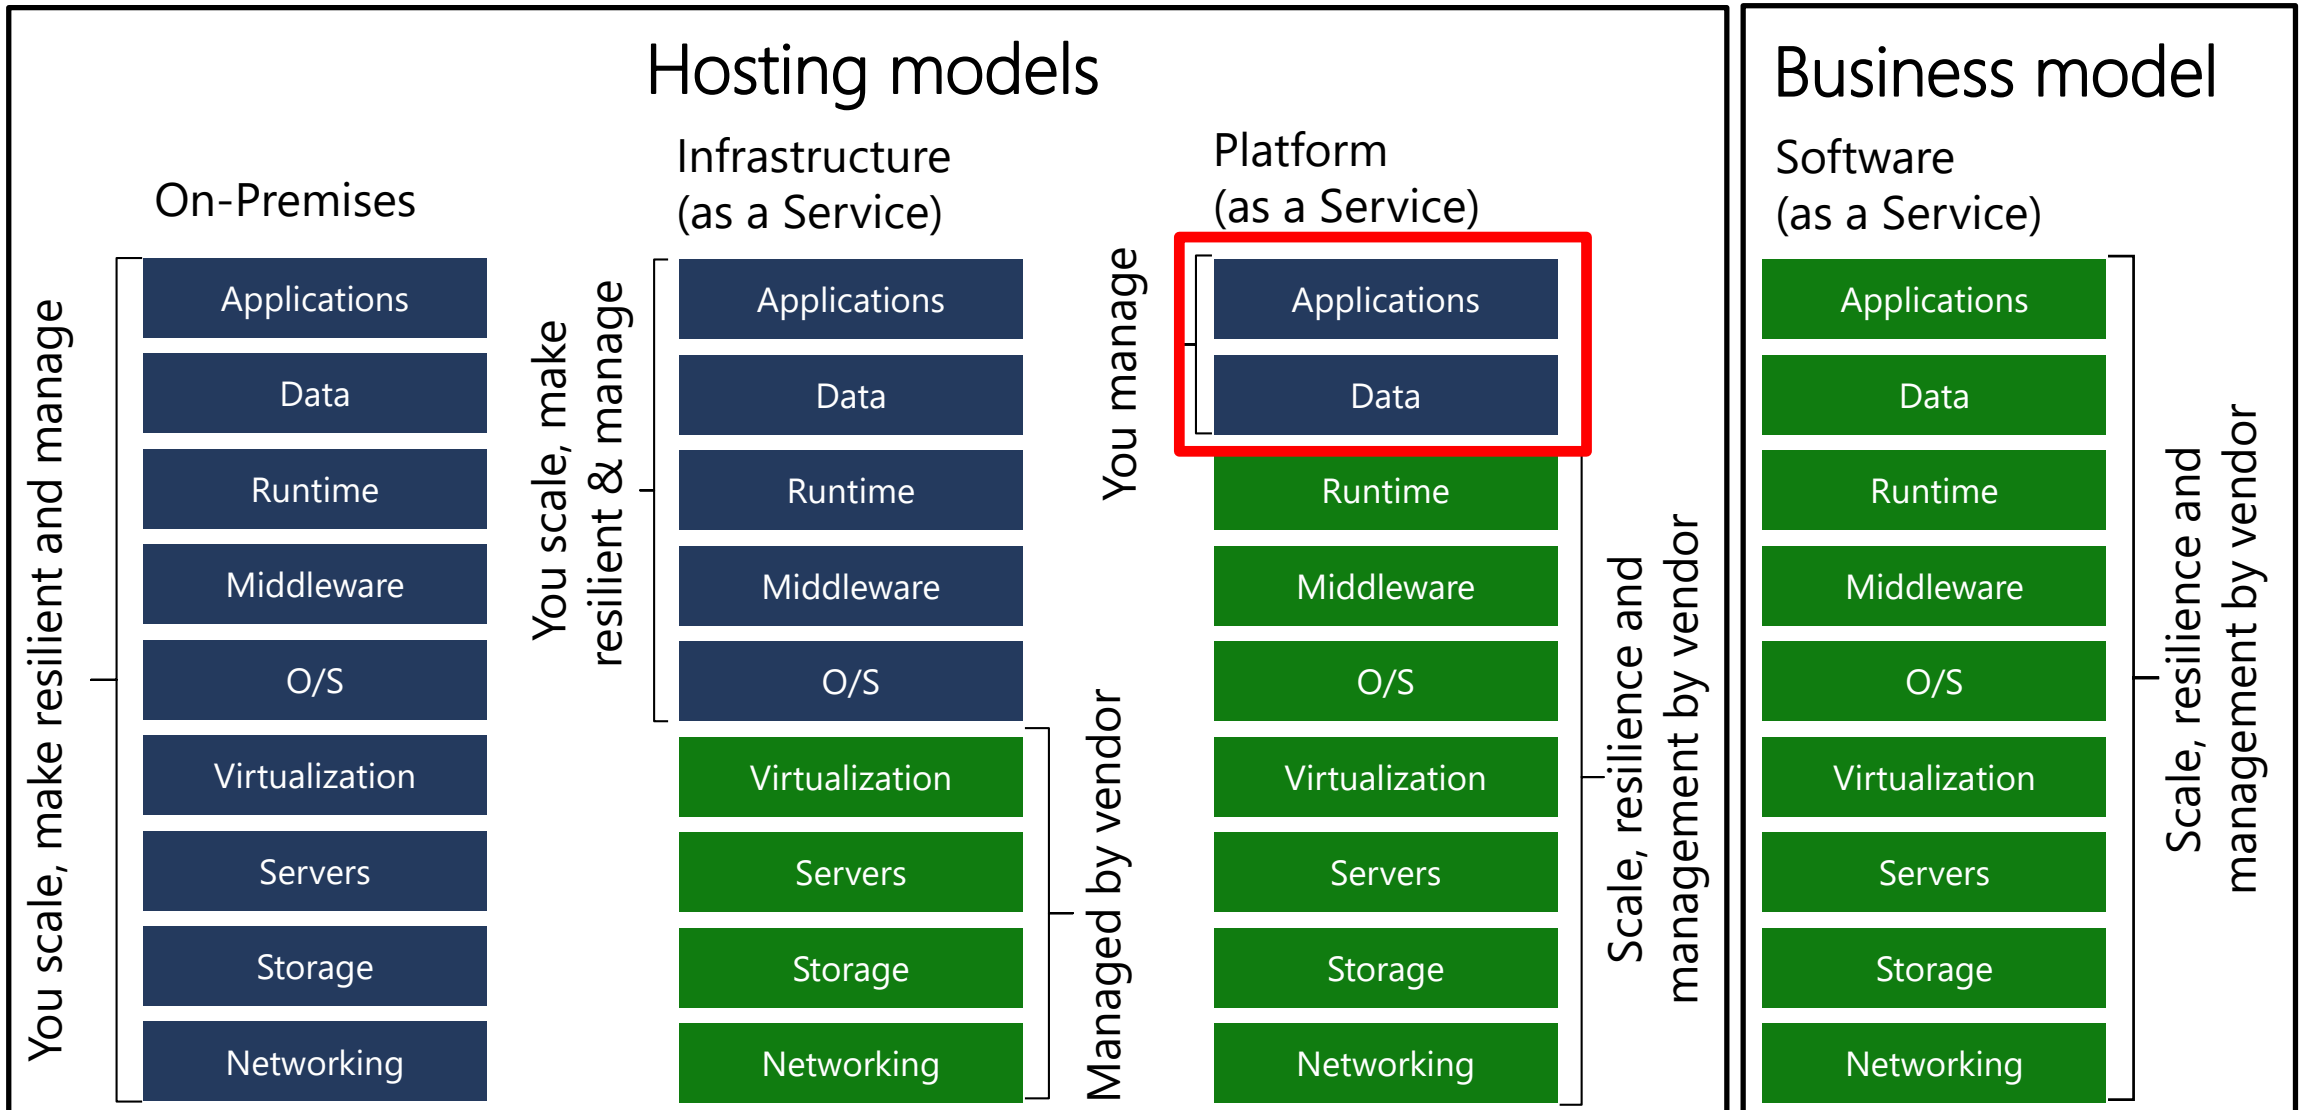 Hosting models
On-Premises
You scale, make resilient and manage
Applications
Data
Runtime
Middleware
O/S
Virtualization
Servers
Storage
Networking
Infrastructure
(as a Service)
You scale, make
resilient & manage
Applications
Data
Runtime
Middleware
O/S
Virtualization
Servers
Storage
Networking
Managed by vendor
Platform
(as a Service)
You manage
Applications
Data
Runtime
Middleware
O/S
Virtualization
Servers
Storage
Networking
Scale, resilience and
management by vendor
Business model
Software
(as a Service)
Applications
Data
Runtime
Middleware
O/S
Virtualization
Servers
Storage
Networking
Scale, resilience and
management by vendor